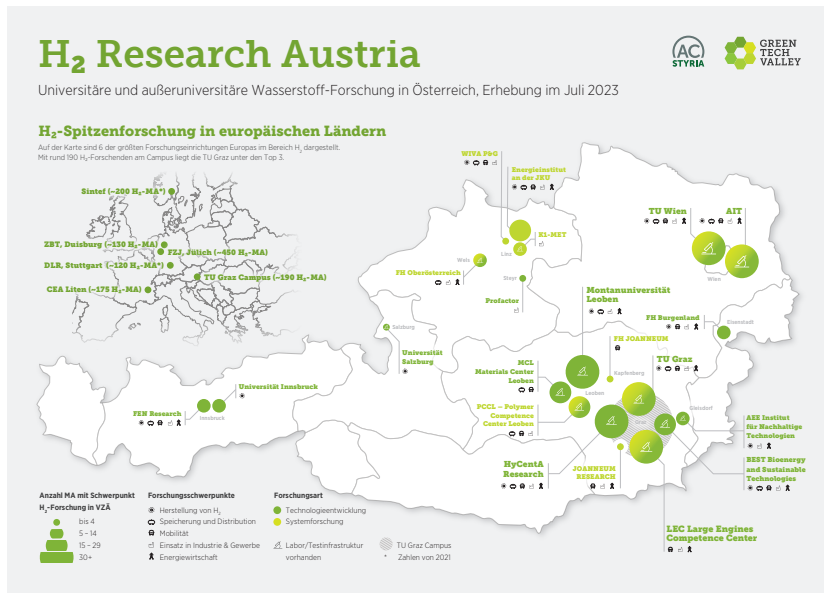 H₂ Research Austria
Universitäre und außeruniversitäre Wasserstoff-Forschung in Österreich, Erhebung im Juli 2023
AC
STYRIA
GREEN
TECH
VALLEY
H₂-Spitzenforschung in europäischen Ländern
Auf der Karte sind 6 der größten Forschungseinrichtungen Europas im Bereich H₂ dargestellt.
Mit rund 190 H₂-Forschenden am Campus liegt die TU Graz unter den Top 3.
Sintef (~200 H₂-MA*)
ZBT, Duisburg (~130 H₂-MA)
FZJ, Jülich (~450 H₂-MA)
DLR, Stuttgart (~120 H₂-MA*)
TU Graz Campus (~190 H₂-MA)
CEA Liten (~175 H₂-MA)
WIVA P&G
Energieinstitut
an der JKU
K1-MET
Linz
Wels
FH Oberösterreich
Steyr
Profactor
TU Wien
AIT
Wien
Montanuniversität
Leoben
FH Burgenland
Eisenstadt
Salzburg
Universität
Salzburg
FH JOANNEUM
Kapfenberg
TU Graz
MCL
Materials Center
Leoben
Leoben
PCCL – Polymer
Competence
Center Leoben
Graz
Gleisdorf
Universität Innsbruck
FEN Research
Innsbruck
AEE Institut
für Nachhaltige
Technologien
BEST Bioenergy
and Sustainable
Technologies
HyCentA
Research
JOANNEUM
RESEARCH
LEC Large Engines
Competence Center
Anzahl MA mit Schwerpunkt
H₂-Forschung in VZÄ
bis 4
5 – 14
15 – 29
30+
Forschungsschwerpunkte
Herstellung von H₂
Speicherung und Distribution
Mobilität
Einsatz in Industrie & Gewerbe
Energiewirtschaft
Forschungsart
Technologieentwicklung
Systemforschung
Labor/Testinfrastruktur
vorhanden
TU Graz Campus
* Zahlen von 2021